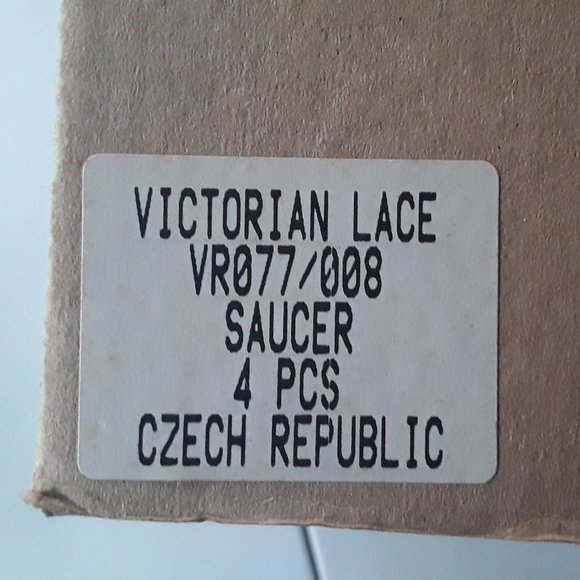 VICTORIAN LACE
VR077/008
SAUCER
4 PCS
CZECH REPUBLIC